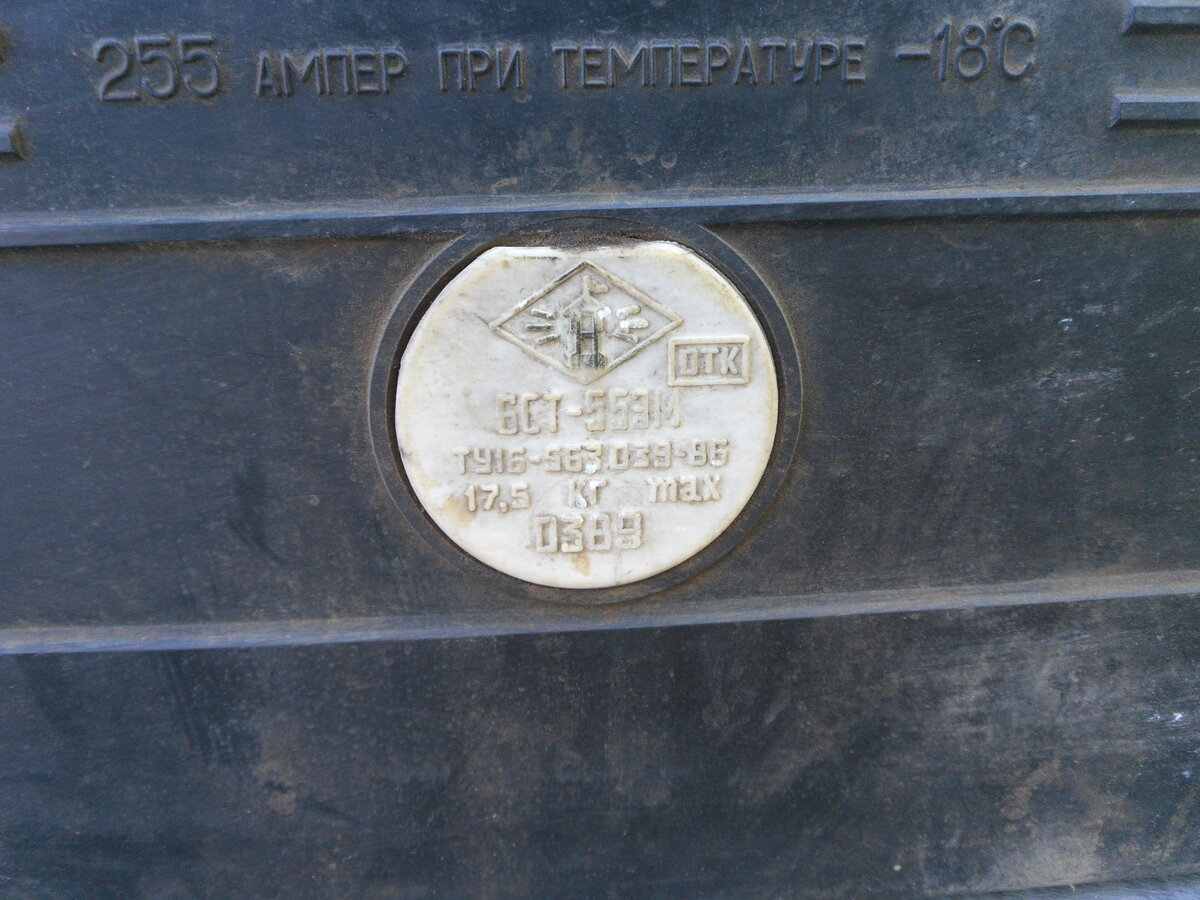 255 АМПЕР ПРИ ТЕМПЕРАТУРЕ -18°С
ОТК
6СТ-55ЭМ
ТУ16-563.039-86
17,5 кг max
0389